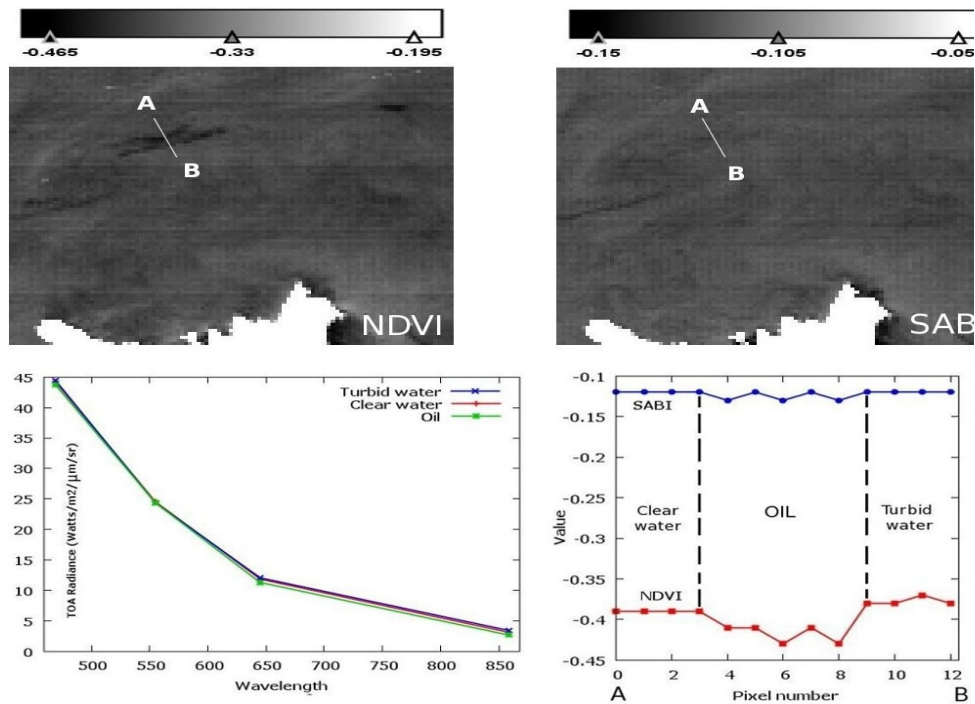 -0.465 -0.33 -0.195
-0.15 -0.105 -0.05
A
B
NDVI
A
B
SAB
45
40
35
30
25
20
15
10
5
0
TOA Radiance (Watts/m2/µm/sr)
Turbid water
Clear water
Oil
500 550 600 650 700 750 800 850
Wavelength
-0.1
-0.15
-0.2
-0.25
-0.3
-0.35
-0.4
-0.45
Value
SABI
Clear water
OIL
Turbid water
NDVI
0 2 4 6 8 10 12
A Pixel number B